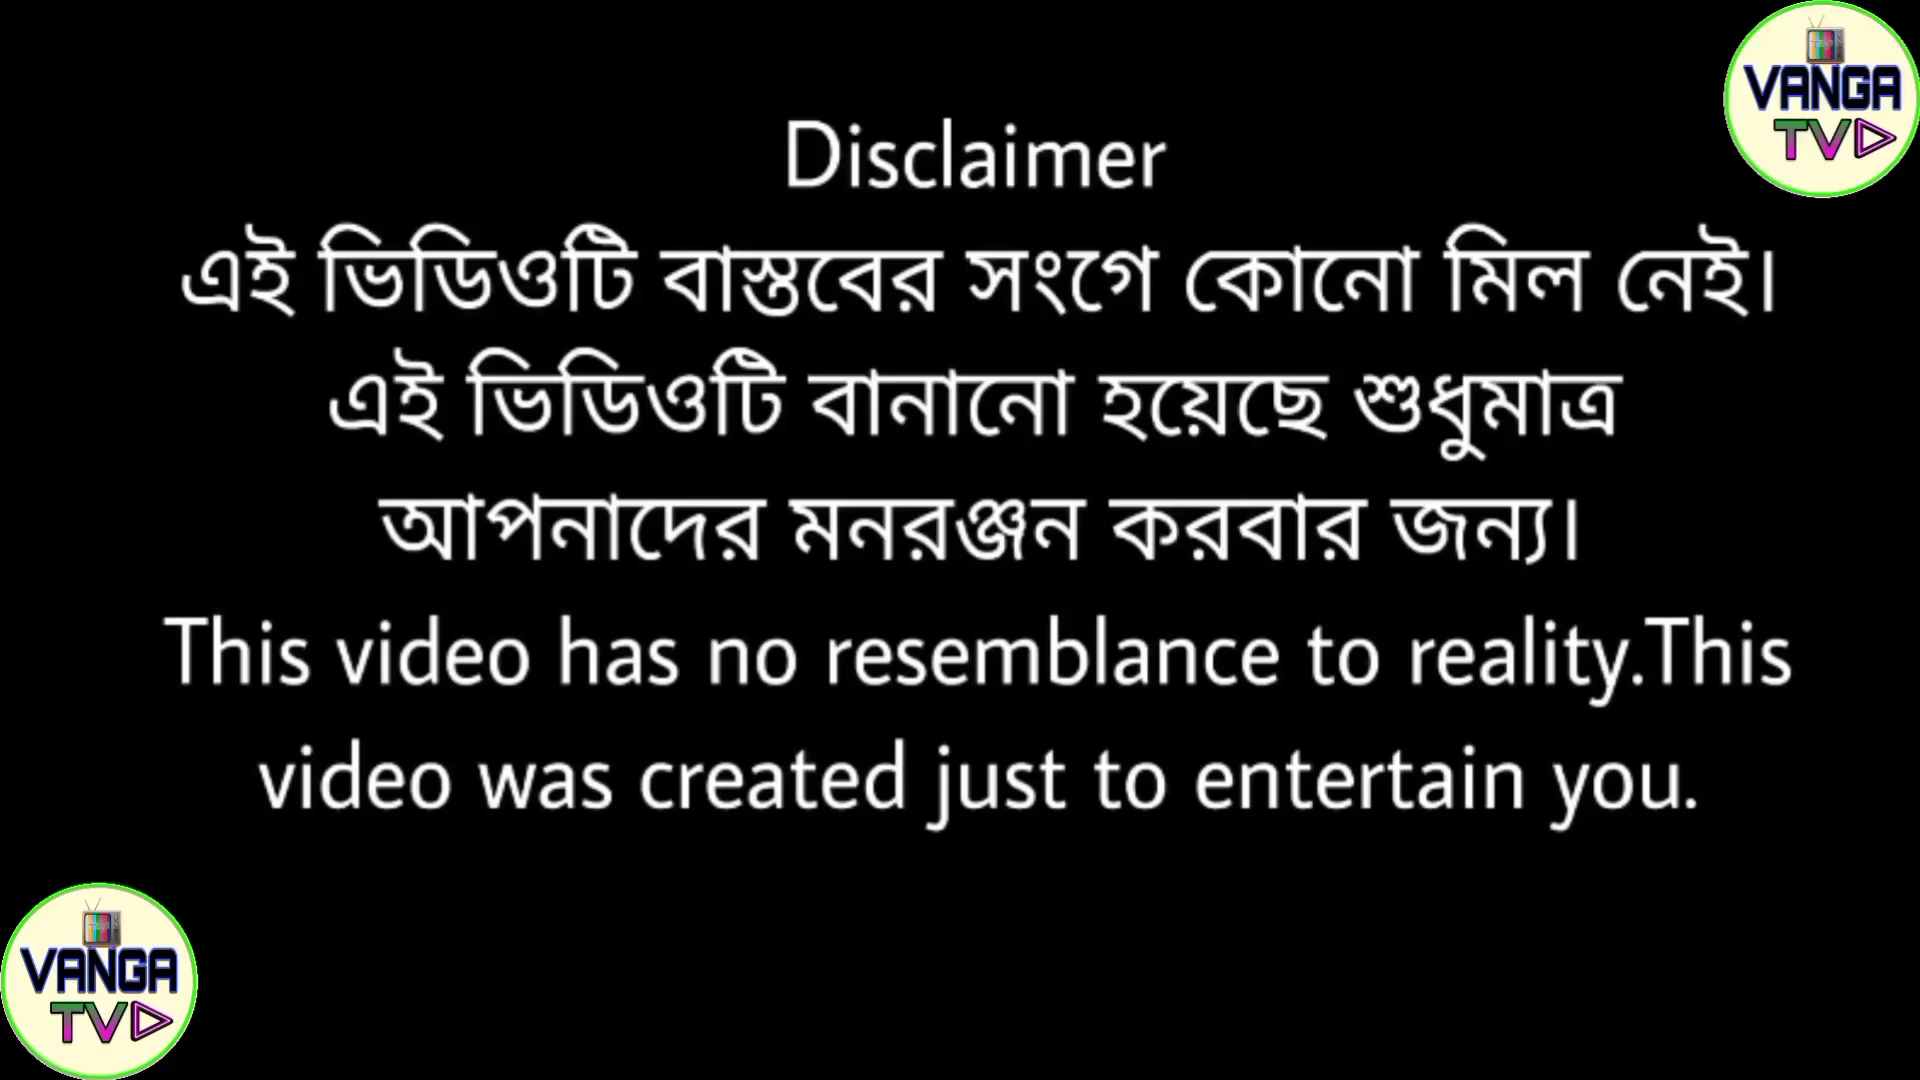 VANGA
TV
Disclaimer
এই ভিডিওটি বাস্তবের সংগে কোনো মিল নেই।
এই ভিডিওটি বানানো হয়েছে শুধুমাত্র
আপনাদের মনরঞ্জন করবার জন্য।
This video has no resemblance to reality.This
video was created just to entertain you.
VANGA
TV